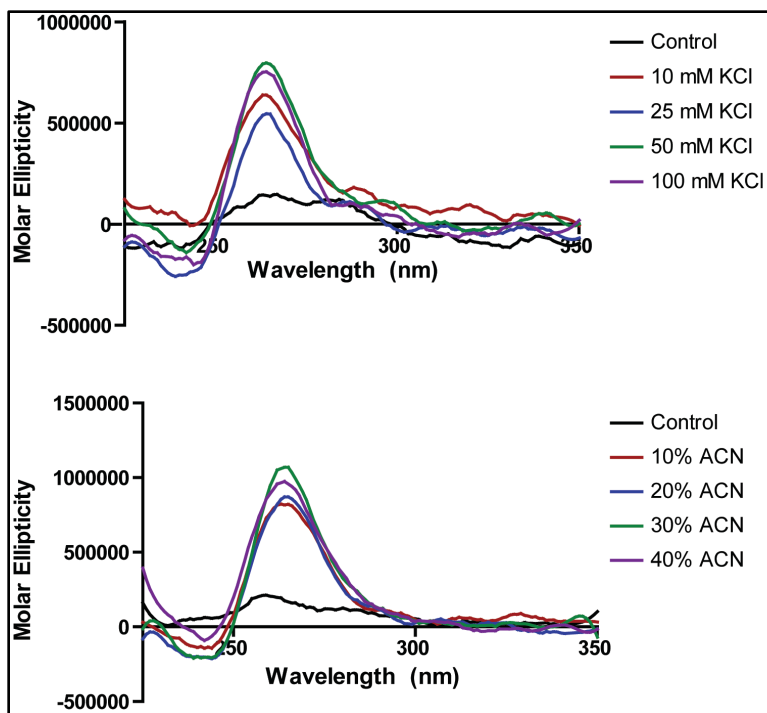 1000000
500000
0
-500000
Molar Ellipticity
250
300
350
Wavelength (nm)
Control
10 mM KCl
25 mM KCl
50 mM KCl
100 mM KCl
1500000
1000000
500000
0
-500000
Molar Ellipticity
250
300
350
Wavelength (nm)
Control
10% ACN
20% ACN
30% ACN
40% ACN